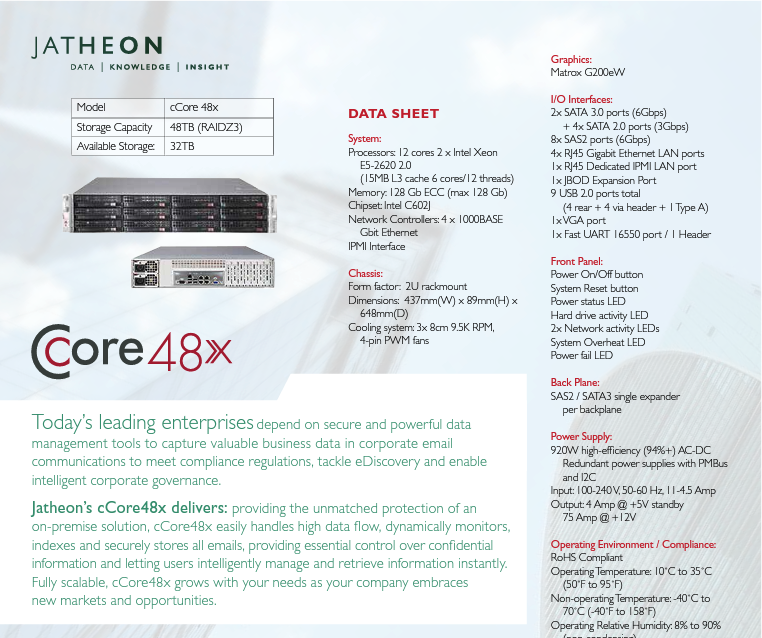 JATHEON
DATA | KNOWLEDGE | INSIGHT
Model cCore 48x
Storage Capacity 48TB (RAIDZ3)
Available Storage: 32TB
cCore48x
Today's leading enterprises depend on secure and powerful data
management tools to capture valuable business data in corporate email
communications to meet compliance regulations, tackle eDiscovery and enable
intelligent corporate governance.
Jatheon's cCore48x delivers: providing the unmatched protection of an
on-premise solution, cCore48x easily handles high data flow, dynamically monitors,
indexes and securely stores all emails, providing essential control over confidential
information and letting users intelligently manage and retrieve information instantly.
Fully scalable, cCore48x grows with your needs as your company embraces
new markets and opportunities.
DATA SHEET
System:
Processors: 12 cores 2 x Intel Xeon
E5-2620 2.0
(15MB L3 cache 6 cores/12 threads)
Memory: 128 Gb ECC (max 128 Gb)
Chipset: Intel C602J
Network Controllers: 4 x 1000BASE
Gbit Ethernet
IPMI Interface
Chassis:
Form factor: 2U rackmount
Dimensions: 437mm(W) x 89mm(H) x
648mm(D)
Cooling system: 3x 8cm 9.5K RPM,
4-pin PWM fans
Graphics:
Matrox G200eW
I/O Interfaces:
2x SATA 3.0 ports (6Gbps)
+ 4x SATA 2.0 ports (3Gbps)
8x SAS2 ports (6Gbps)
4x RJ45 Gigabit Ethernet LAN ports
1x RJ45 Dedicated IPMI LAN port
1x JBOD Expansion Port
9 USB 2.0 ports total
(4 rear + 4 via header + 1 Type A)
1x VGA port
1x Fast UART 16550 port / 1 Header
Front Panel:
Power On/Off button
System Reset button
Power status LED
Hard drive activity LED
2x Network activity LEDs
System Overheat LED
Power fail LED
Back Plane:
SAS2 / SATA3 single expander
per backplane
Power Supply:
920W high-efficiency (94%+) AC-DC
Redundant power supplies with PMBus
and I2C
Input: 100-240V, 50-60 Hz, 11-4.5 Amp
Output: 4 Amp @ +5V standby
75 Amp @ +12V
Operating Environment / Compliance:
RoHS Compliant
Operating Temperature: 10°C to 35°C
(50°F to 95°F)
Non-operating Temperature: -40°C to
70°C (-40°F to 158°F)
Operating Relative Humidity: 8% to 90%